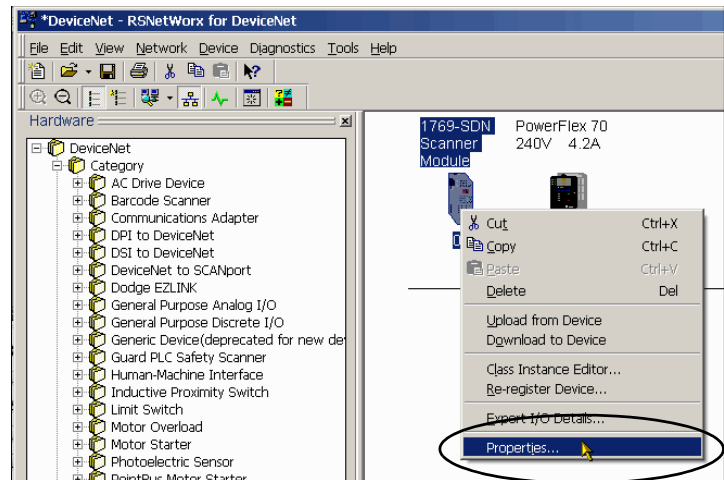 *DeviceNet - RSNetWorx for DeviceNet
File Edit View Network Device Diagnostics Tools Help
Hardware
DeviceNet
Category
AC Drive Device
Barcode Scanner
Communications Adapter
DPI to DeviceNet
DSI to DeviceNet
DeviceNet to SCANport
Dodge EZLINK
General Purpose Analog I/O
General Purpose Discrete I/O
Generic Device(deprecated for new de
Guard PLC Safety Scanner
Human-Machine Interface
Inductive Proximity Switch
Limit Switch
Motor Overload
Motor Starter
Photoelectric Sensor
PointBus Motor Starter
1769-SDN
Scanner
Module
PowerFlex 70
240V 4.2A
Cut Ctrl+X
Copy Ctrl+C
Paste Ctrl+V
Delete Del
Upload from Device
Download to Device
Class Instance Editor...
Re-register Device...
Export I/O Details...
Properties...